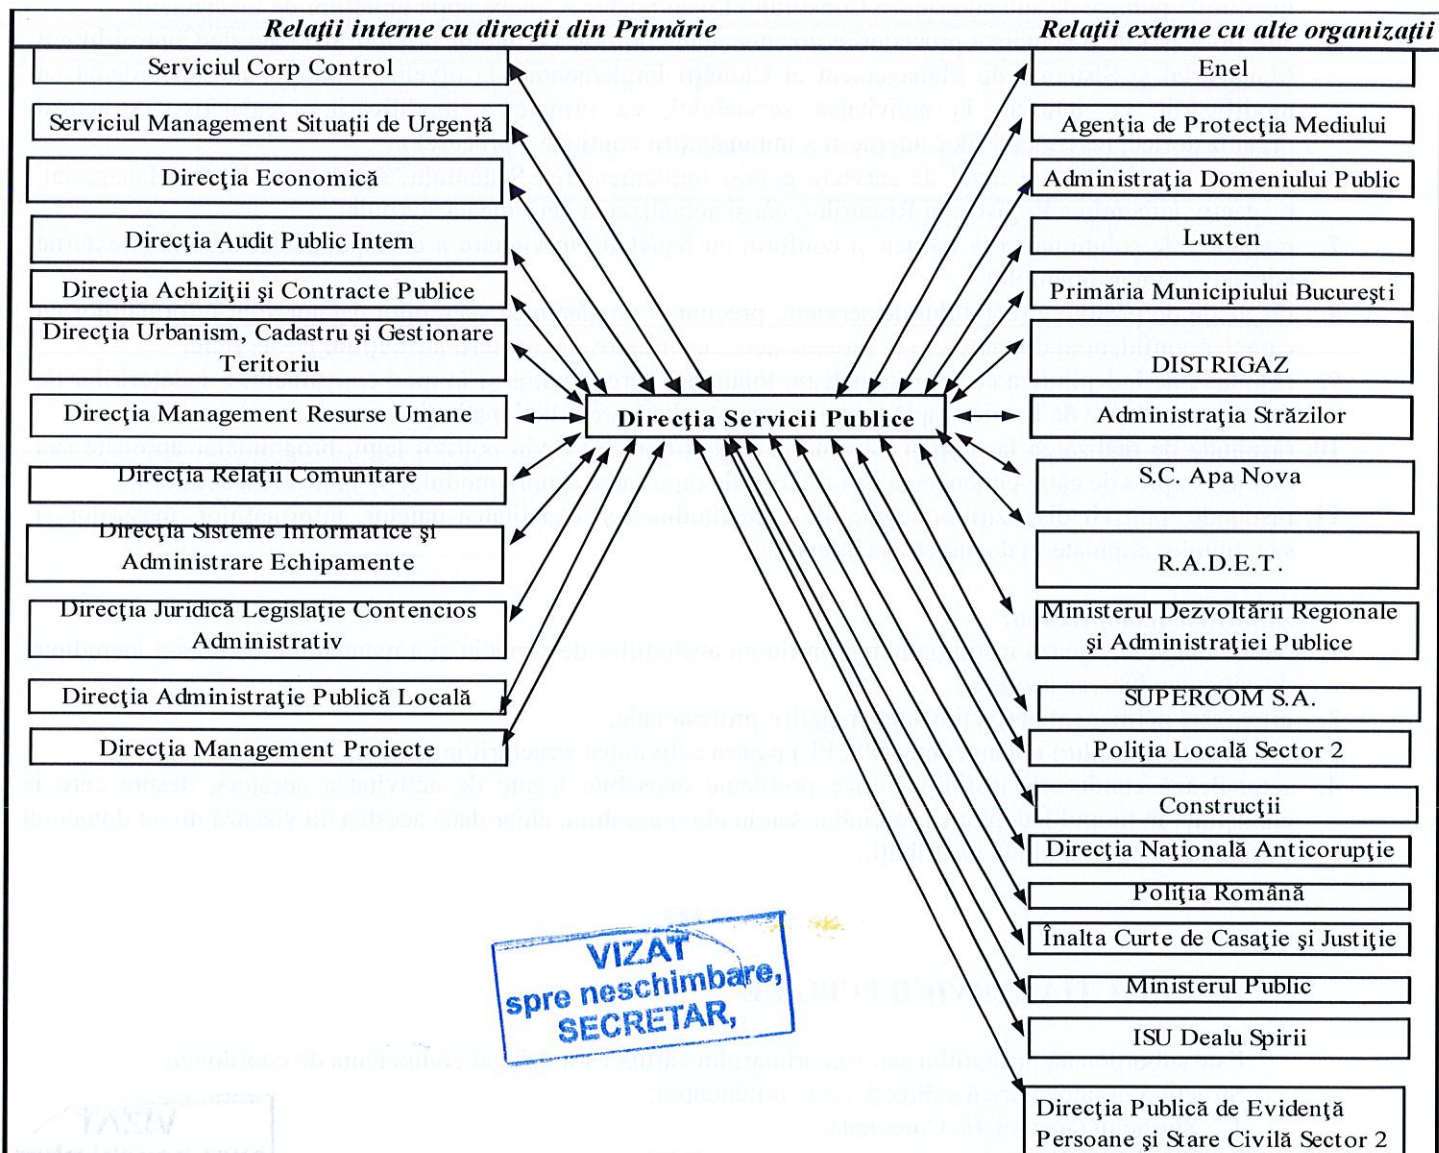 Relaţii interne cu direcţii din Primărie
Relaţii externe cu alte organizaţii
Serviciul Corp Control
Serviciul Management Situaţii de Urgenţă
Direcţia Economică
Direcţia Audit Public Intern
Direcţia Achiziţii şi Contracte Publice
Direcţia Urbanism, Cadastru şi Gestionare
Teritoriu
Direcţia Management Resurse Umane
Direcţia Relaţii Comunitare
Direcţia Sisteme Informatice şi
Administrare Echipamente
Direcţia Juridică Legislaţie Contencios
Administrativ
Direcţia Administraţie Publică Locală
Direcţia Management Proiecte
Direcţia Servicii Publice
Enel
Agenţia de Protecţia Mediului
Administraţia Domeniului Public
Luxten
Primăria Municipiului Bucureşti
DISTRIGAZ
Administraţia Străzilor
S.C. Apa Nova
R.A.D.E.T.
Ministerul Dezvoltării Regionale
şi Administraţiei Publice
SUPERCOM S.A.
Poliţia Locală Sector 2
Construcţii
Direcţia Naţională Anticorupţie
Poliţia Română
Înalta Curte de Casaţie şi Justiţie
Ministerul Public
ISU Dealu Spirii
Direcţia Publică de Evidenţă
Persoane şi Stare Civilă Sector 2
VIZAT
spre neschimbare,
SECRETAR,